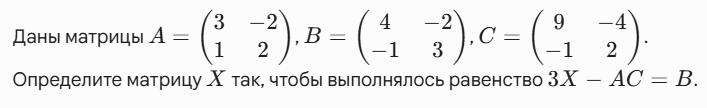 Даны матрицы $A = \begin{pmatrix} 3 & -2 \\ 1 & 2 \end{pmatrix}$, $B = \begin{pmatrix} 4 & -2 \\ -1 & 3 \end{pmatrix}$, $C = \begin{pmatrix} 9 & -4 \\ -1 & 2 \end{pmatrix}$.
Определите матрицу $X$ так, чтобы выполнялось равенство $3X - AC = B$.